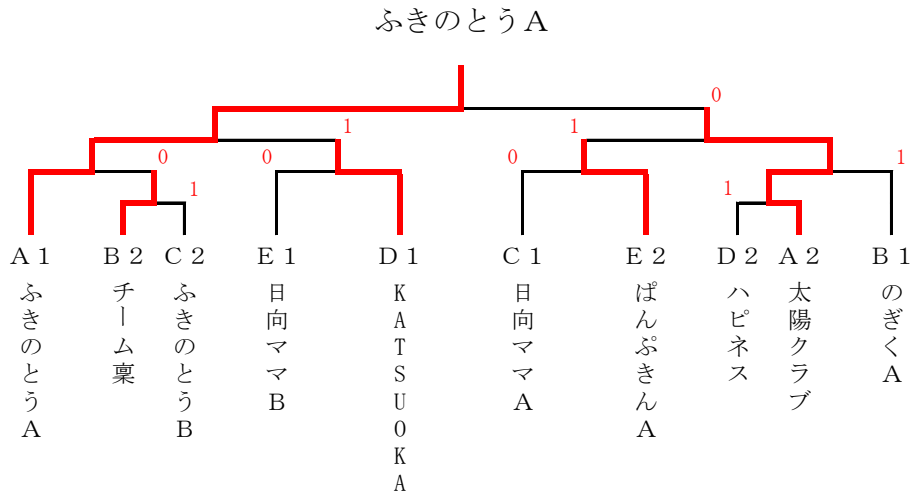 ふきのとうA
0
1
1
0
0
0
1
1
1
A1
B2
C2
E1
D1
C1
E2
D2
A2
B1
ふきのとうA
チーム稟
ふきのとうB
日向ママB
KATSUOKA
日向ママA
ぱんぷきんA
ハピネス
太陽クラブ
のぎくA